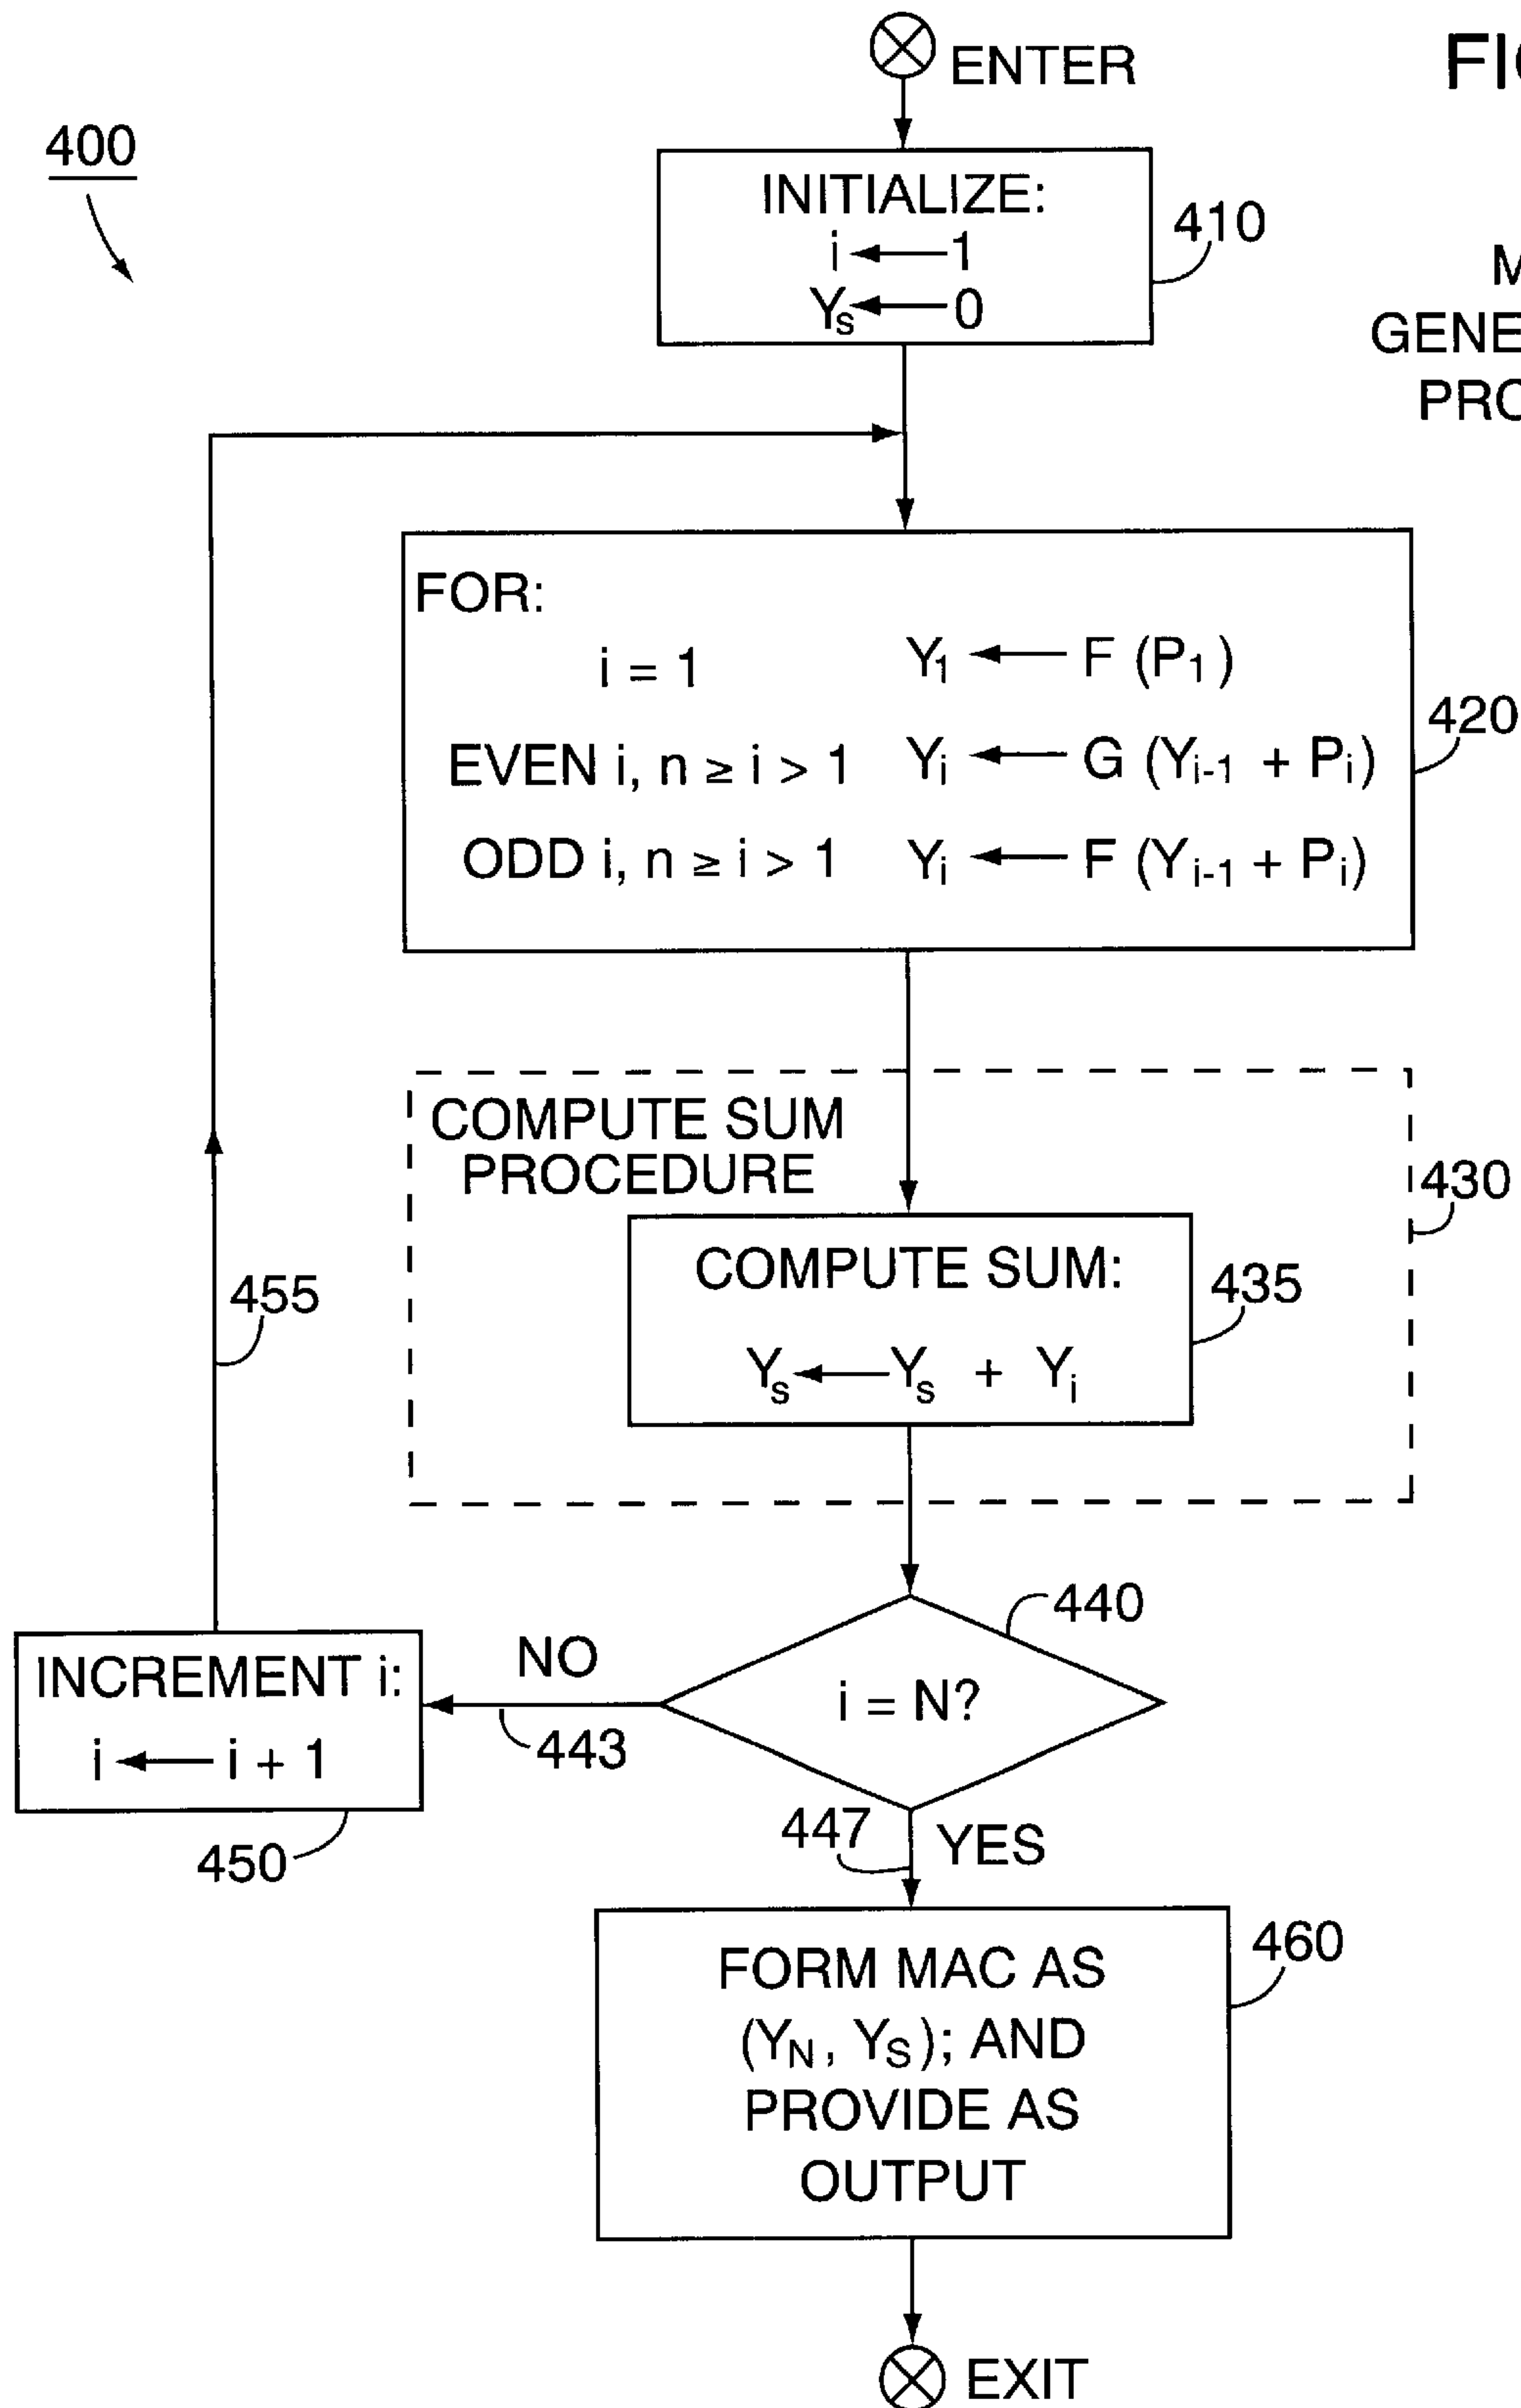 ENTER
400
INITIALIZE:
i ← 1
Yₛ ← 0
410
FOR:
i = 1 Y₁ ← F (P₁)
EVEN i, n ≥ i > 1 Yᵢ ← G (Yᵢ₋₁ + Pᵢ)
ODD i, n ≥ i > 1 Yᵢ ← F (Yᵢ₋₁ + Pᵢ)
420
COMPUTE SUM
PROCEDURE
430
COMPUTE SUM:
Yₛ ← Yₛ + Yᵢ
435
455
440
i = N?
NO
443
INCREMENT i:
i ← i + 1
450
447
YES
FORM MAC AS
(Y_N, Y_S); AND
PROVIDE AS
OUTPUT
460
EXIT